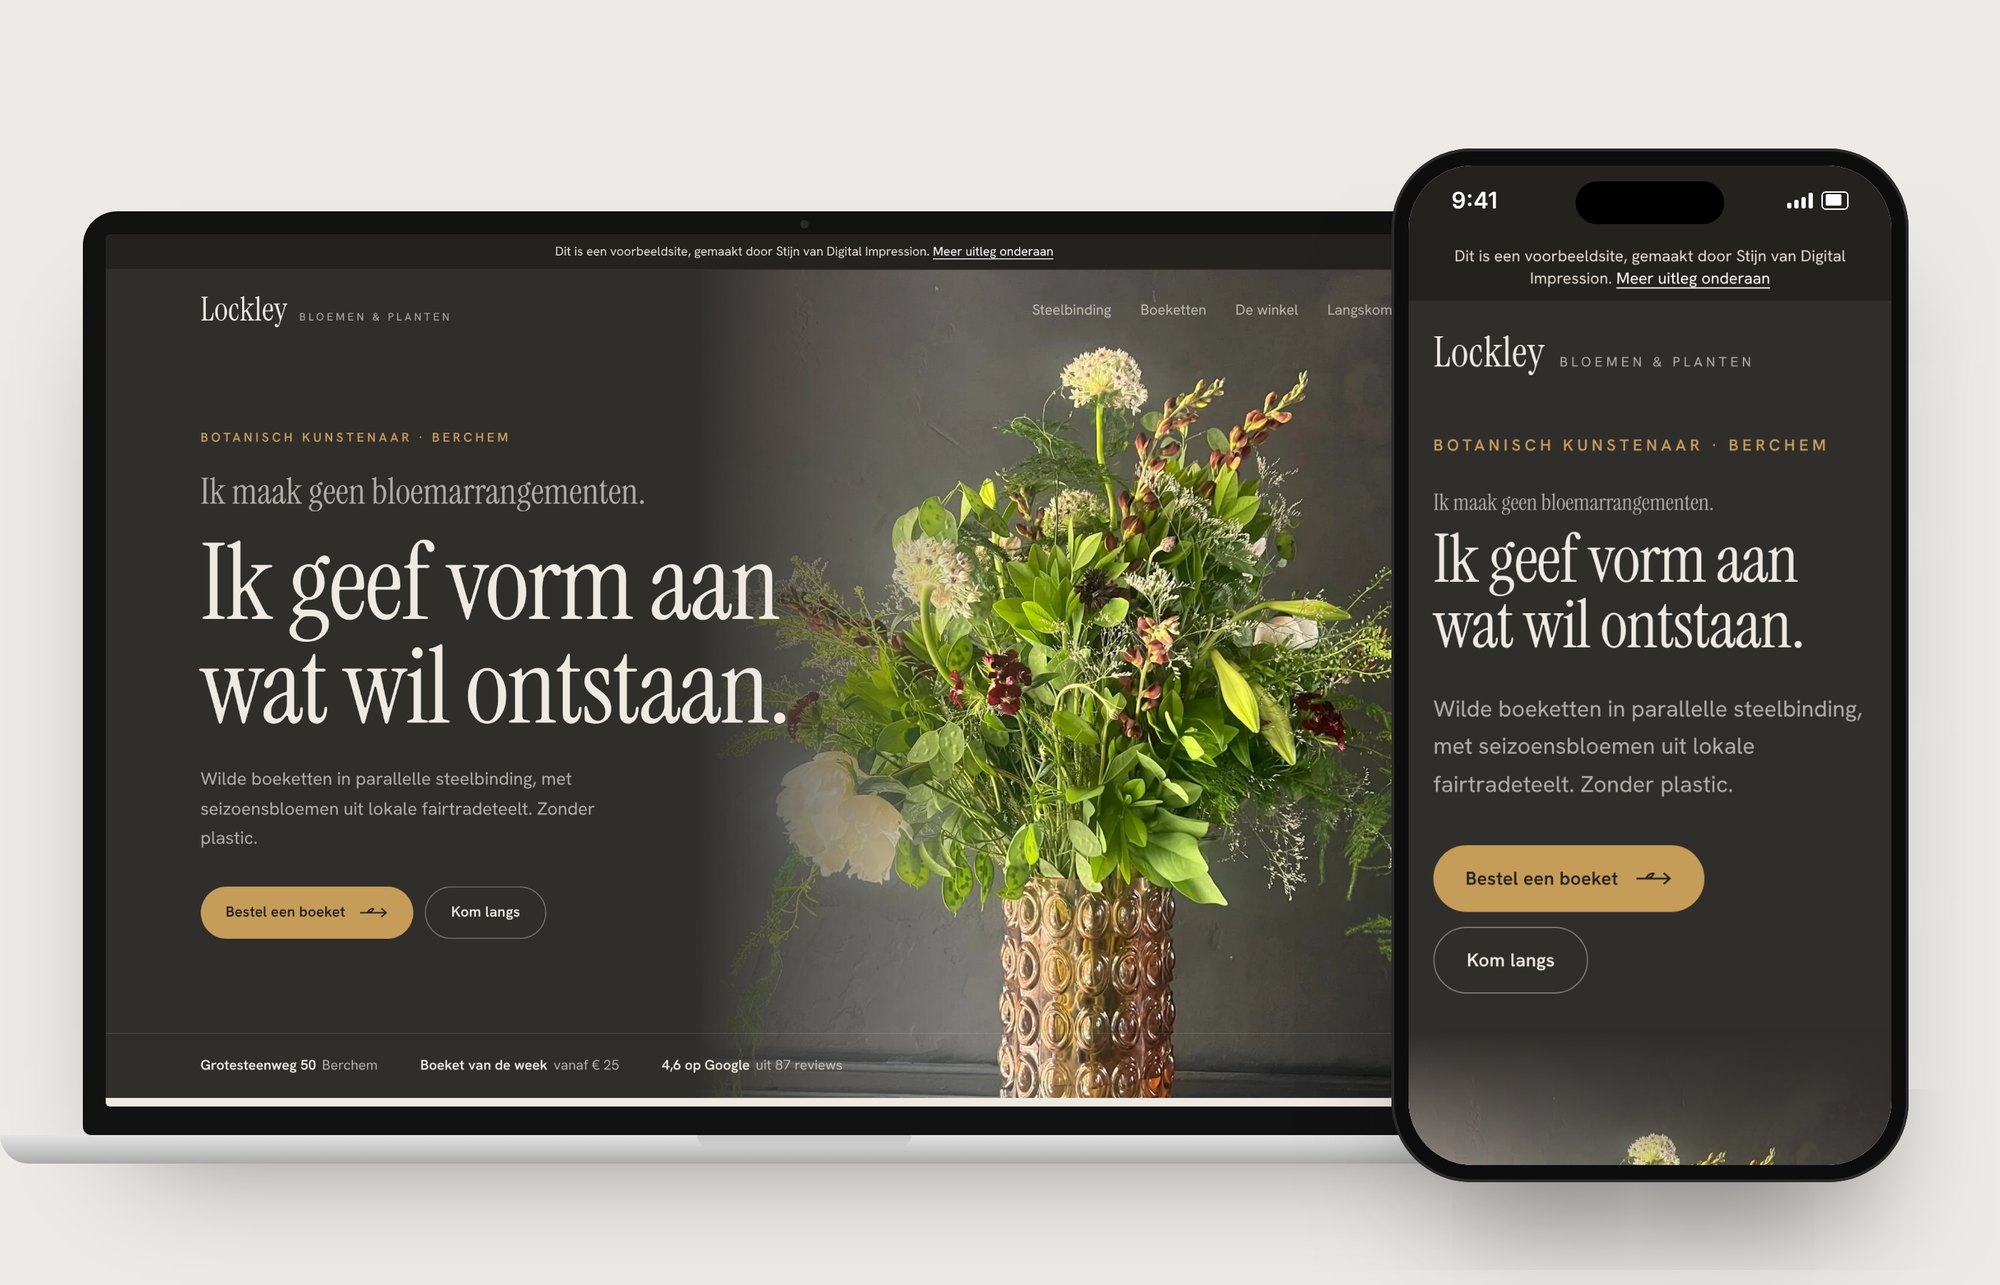 Dit is een voorbeeldsite, gemaakt door Stijn van Digital Impression. Meer uitleg onderaan
Lockley BLOEMEN & PLANTEN
Steelbinding Boeketten De winkel Langskom
BOTANISCH KUNSTENAAR · BERCHEM
Ik maak geen bloemarrangementen.
Ik geef vorm aan
wat wil ontstaan.
Wilde boeketten in parallelle steelbinding, met
seizoensbloemen uit lokale fairtradeteelt. Zonder
plastic.
Bestel een boeket Kom langs
Grotesteenweg 50 Berchem Boeket van de week vanaf € 25 4,6 op Google uit 87 reviews
9:41
Dit is een voorbeeldsite, gemaakt door Stijn van Digital
Impression. Meer uitleg onderaan
Lockley BLOEMEN & PLANTEN
BOTANISCH KUNSTENAAR · BERCHEM
Ik maak geen bloemarrangementen.
Ik geef vorm aan
wat wil ontstaan.
Wilde boeketten in parallelle steelbinding,
met seizoensbloemen uit lokale
fairtradeteelt. Zonder plastic.
Bestel een boeket
Kom langs